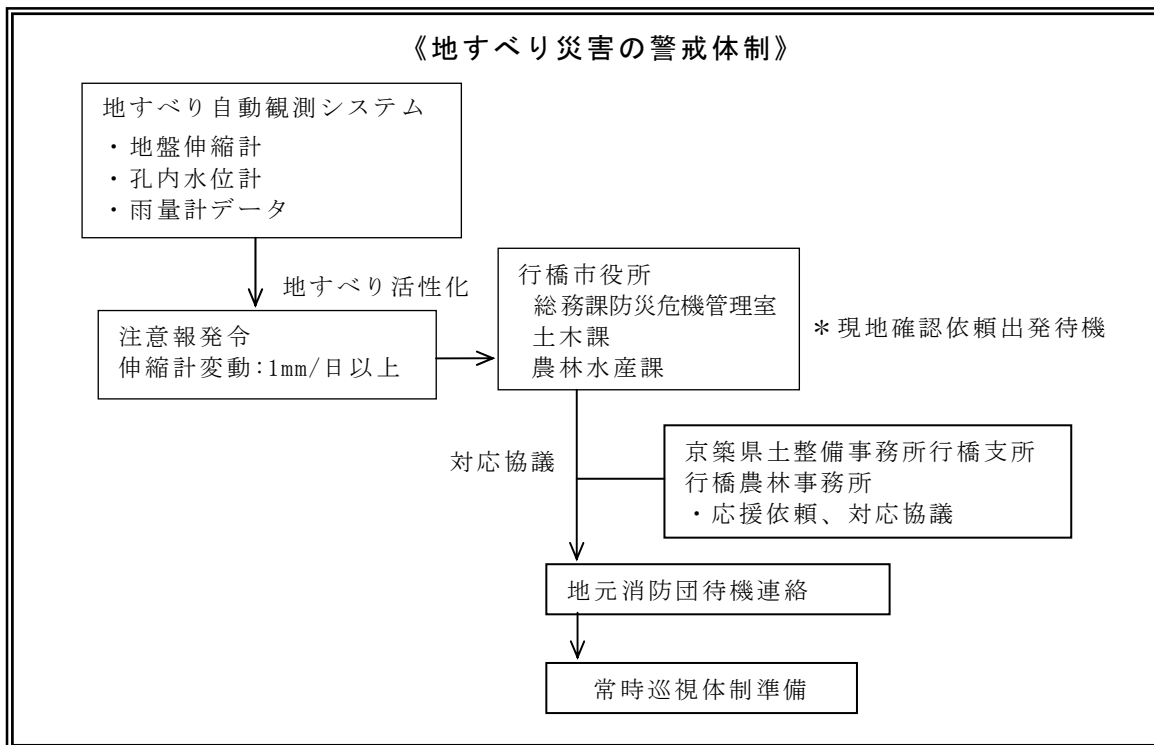 《地すべり災害の警戒体制》
地すべり自動観測システム
・地盤伸縮計
・孔内水位計
・雨量計データ
地すべり活性化
注意報発令
伸縮計変動:1mm/日以上
行橋市役所
総務課防災危機管理室
土木課
農林水産課
＊現地確認依頼出発待機
対応協議
京築県土整備事務所行橋支所
行橋農林事務所
・応援依頼、対応協議
地元消防団待機連絡
常時巡視体制準備